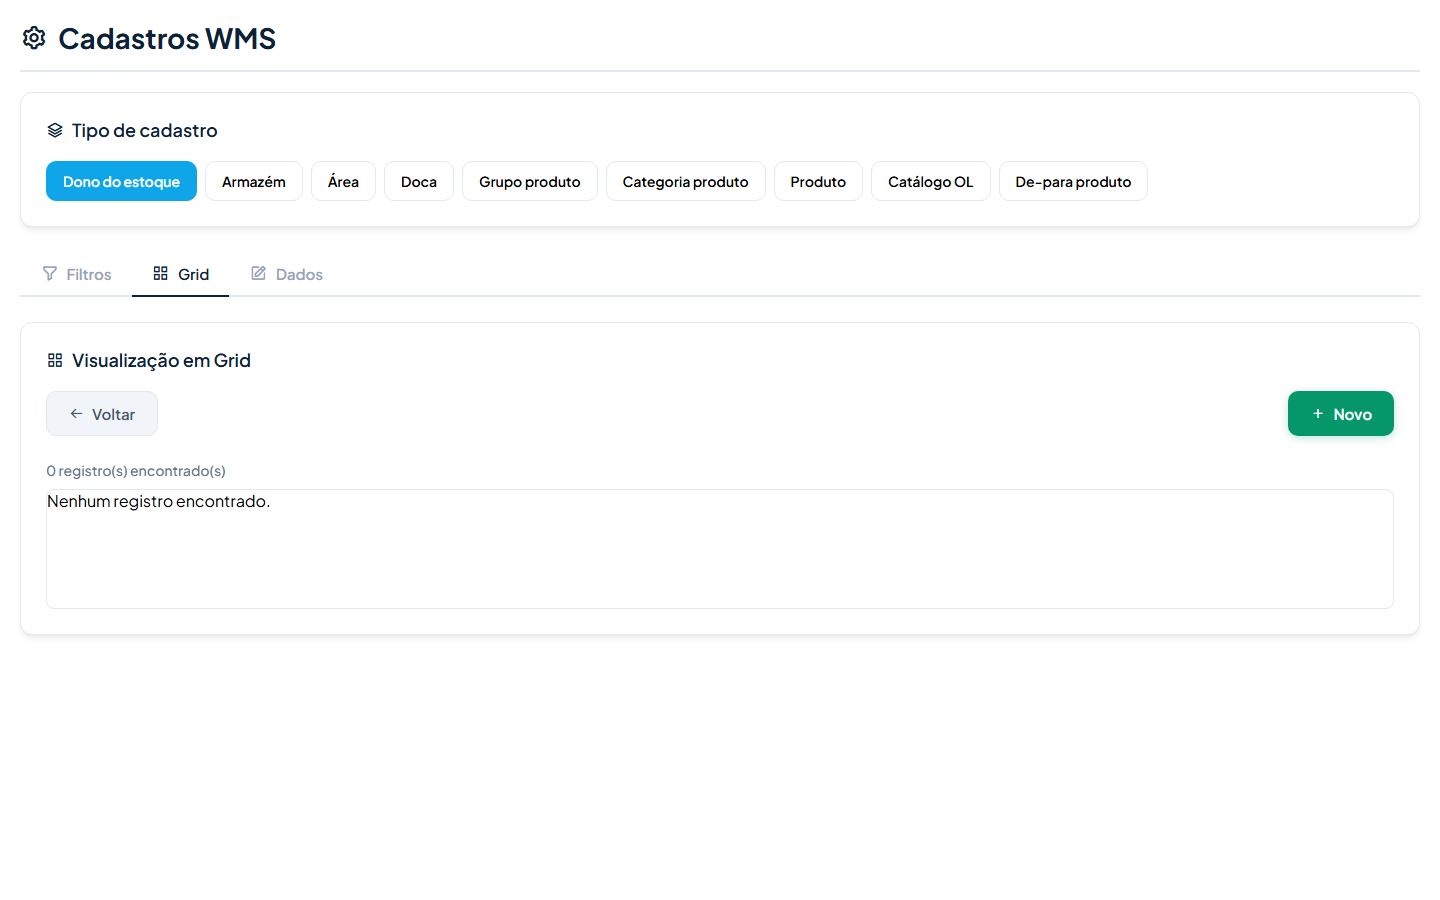 Cadastros WMS
Tipo de cadastro
Dono do estoque Armazém Área Doca Grupo produto Categoria produto Produto Catálogo OL De-para produto
Filtros Grid Dados
Visualização em Grid
Voltar Novo
0 registro(s) encontrado(s)
Nenhum registro encontrado.